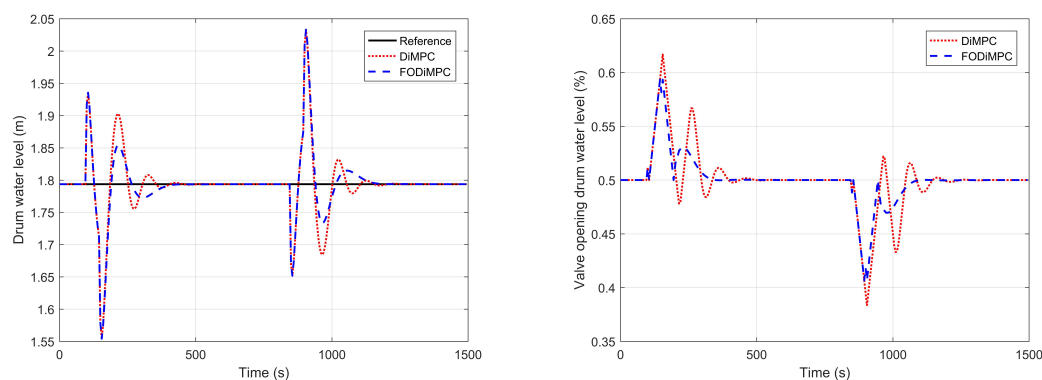 2.05
2
1.95
1.9
1.85
1.8
1.75
1.7
1.65
1.6
1.55
0
500
1000
1500
Drum water level (m)
Time (s)
Reference
DiMPC
FODiMPC
0.65
0.6
0.55
0.5
0.45
0.4
0.35
0
500
1000
1500
Valve opening drum water level (%)
Time (s)
DiMPC
FODiMPC